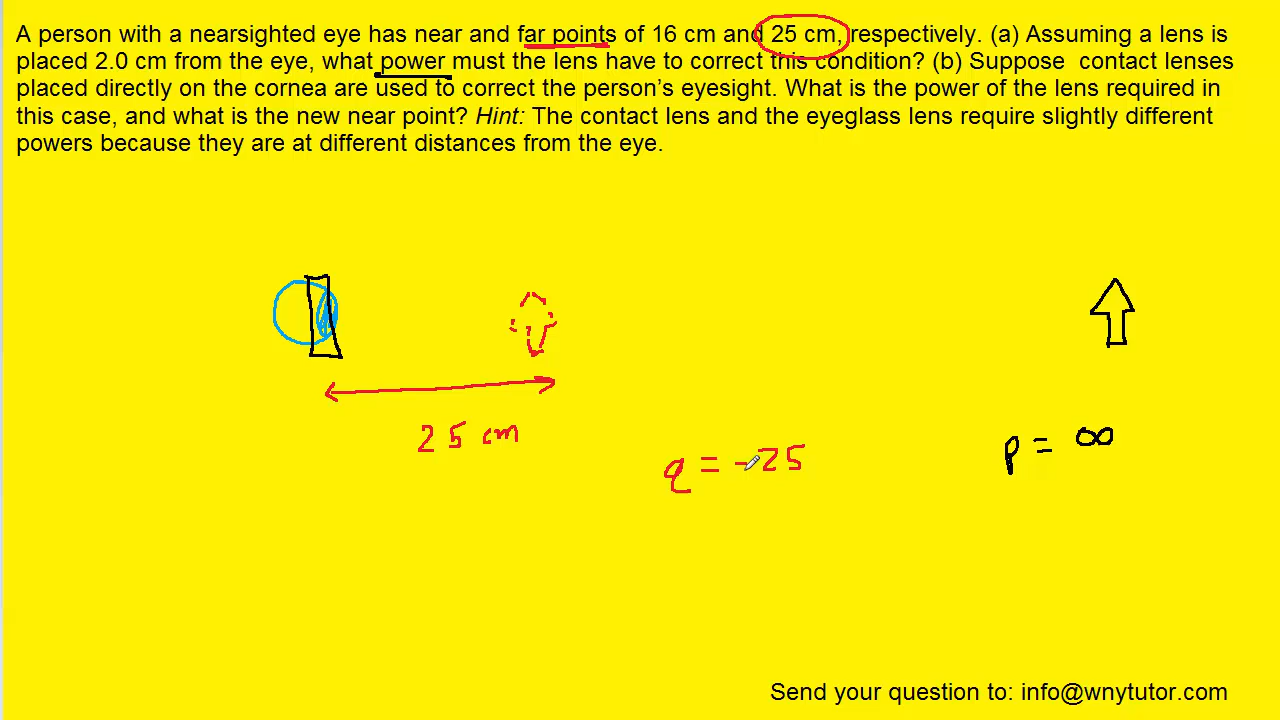 A person with a nearsighted eye has near and far points of 16 cm and 25 cm, respectively. (a) Assuming a lens is
placed 2.0 cm from the eye, what power must the lens have to correct this condition? (b) Suppose contact lenses
placed directly on the cornea are used to correct the person's eyesight. What is the power of the lens required in
this case, and what is the new near point? Hint: The contact lens and the eyeglass lens require slightly different
powers because they are at different distances from the eye.
25 cm
q = -25
p = ∞
Send your question to: info@wnytutor.com